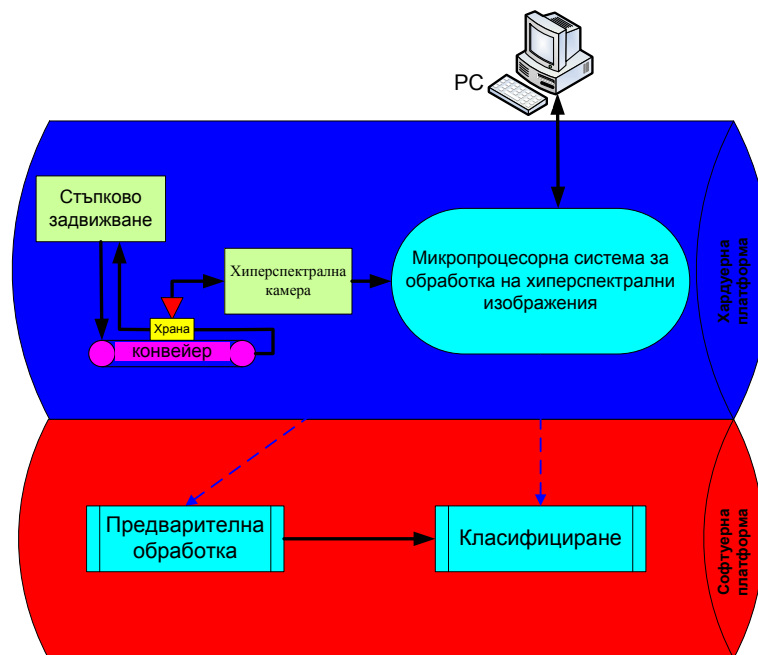 PC
Стъпково
задвижване
Хиперспектрална
камера
Микропроцесорна система за
обработка на хиперспектрални
изображения
Храна
конвейер
Хардуерна
платформа
Предварителна
обработка
Класифициране
Софтуерна
платформа